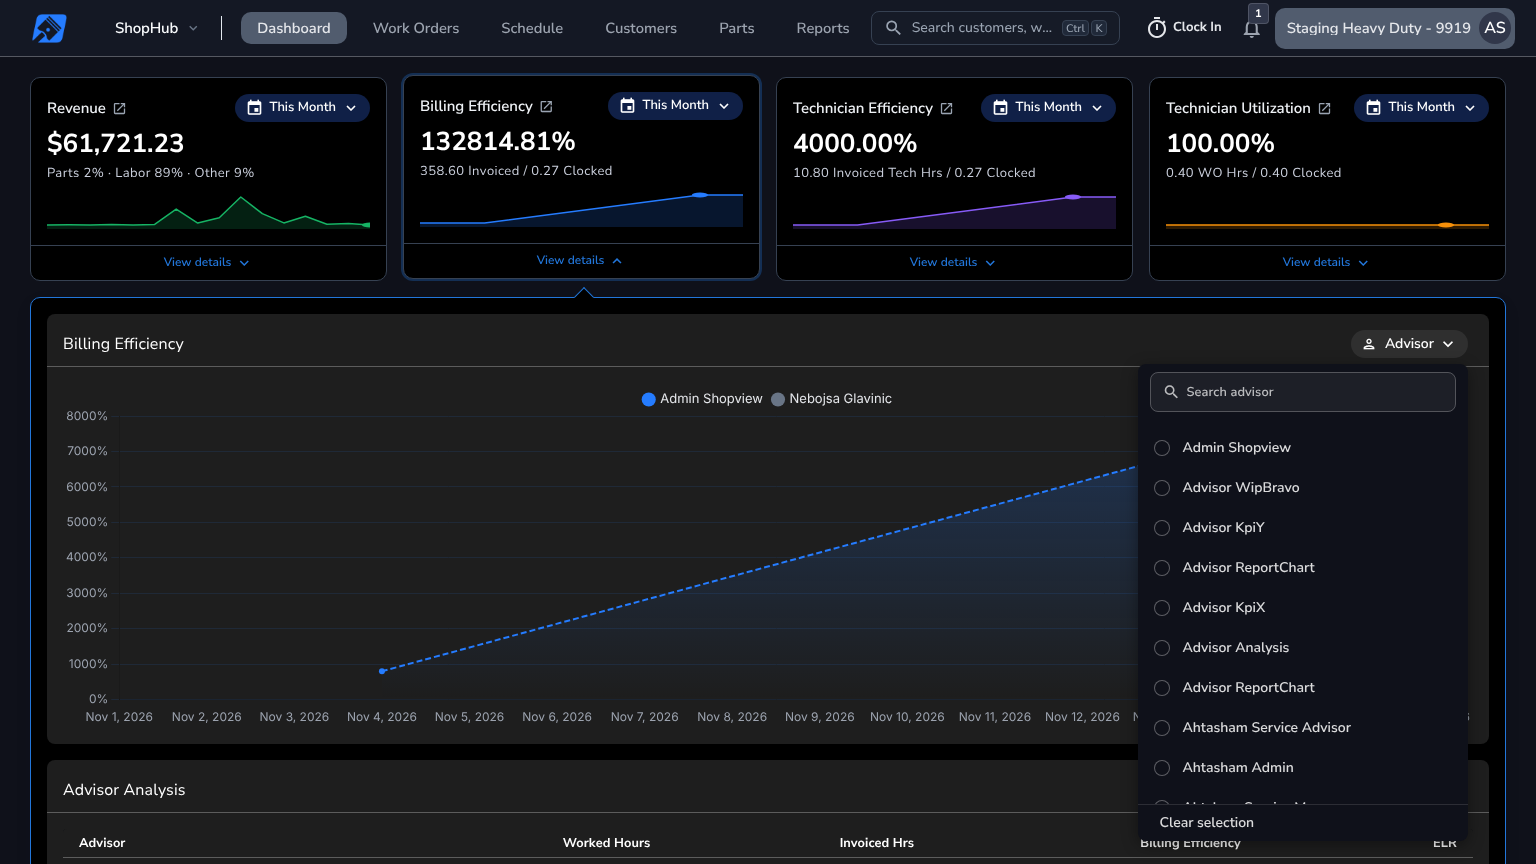 ShopHub
Dashboard
Work Orders
Schedule
Customers
Parts
Reports
Search customers, w...
Ctrl K
Clock In
1
Staging Heavy Duty - 9919
AS
Revenue
This Month
$61,721.23
Parts 2% · Labor 89% · Other 9%
View details
Billing Efficiency
This Month
132814.81%
358.60 Invoiced / 0.27 Clocked
View details
Technician Efficiency
This Month
4000.00%
10.80 Invoiced Tech Hrs / 0.27 Clocked
View details
Technician Utilization
This Month
100.00%
0.40 WO Hrs / 0.40 Clocked
View details
Billing Efficiency
Advisor
Admin Shopview
Nebojsa Glavinic
8000%
7000%
6000%
5000%
4000%
3000%
2000%
1000%
0%
Nov 1, 2026
Nov 2, 2026
Nov 3, 2026
Nov 4, 2026
Nov 5, 2026
Nov 6, 2026
Nov 7, 2026
Nov 8, 2026
Nov 9, 2026
Nov 10, 2026
Nov 11, 2026
Nov 12, 2026
Search advisor
Admin Shopview
Advisor WipBravo
Advisor KpiY
Advisor ReportChart
Advisor KpiX
Advisor Analysis
Advisor ReportChart
Ahtasham Service Advisor
Ahtasham Admin
Clear selection
Advisor Analysis
Advisor
Worked Hours
Invoiced Hrs
Billing Efficiency
ELR